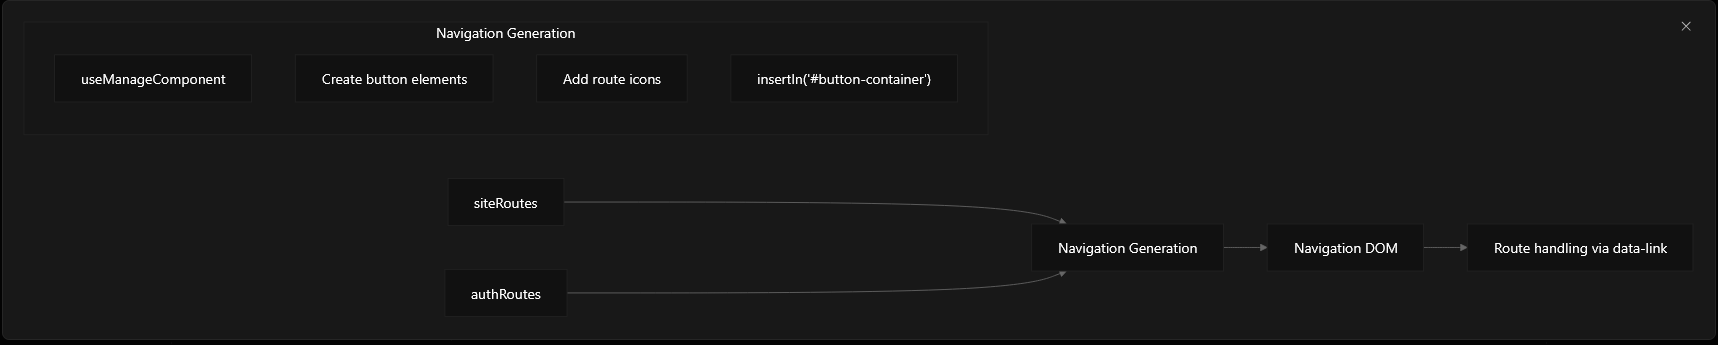 Navigation Generation
useManageComponent
Create button elements
Add route icons
insertIn('#button-container')
siteRoutes
authRoutes
Navigation Generation
Navigation DOM
Route handling via data-link